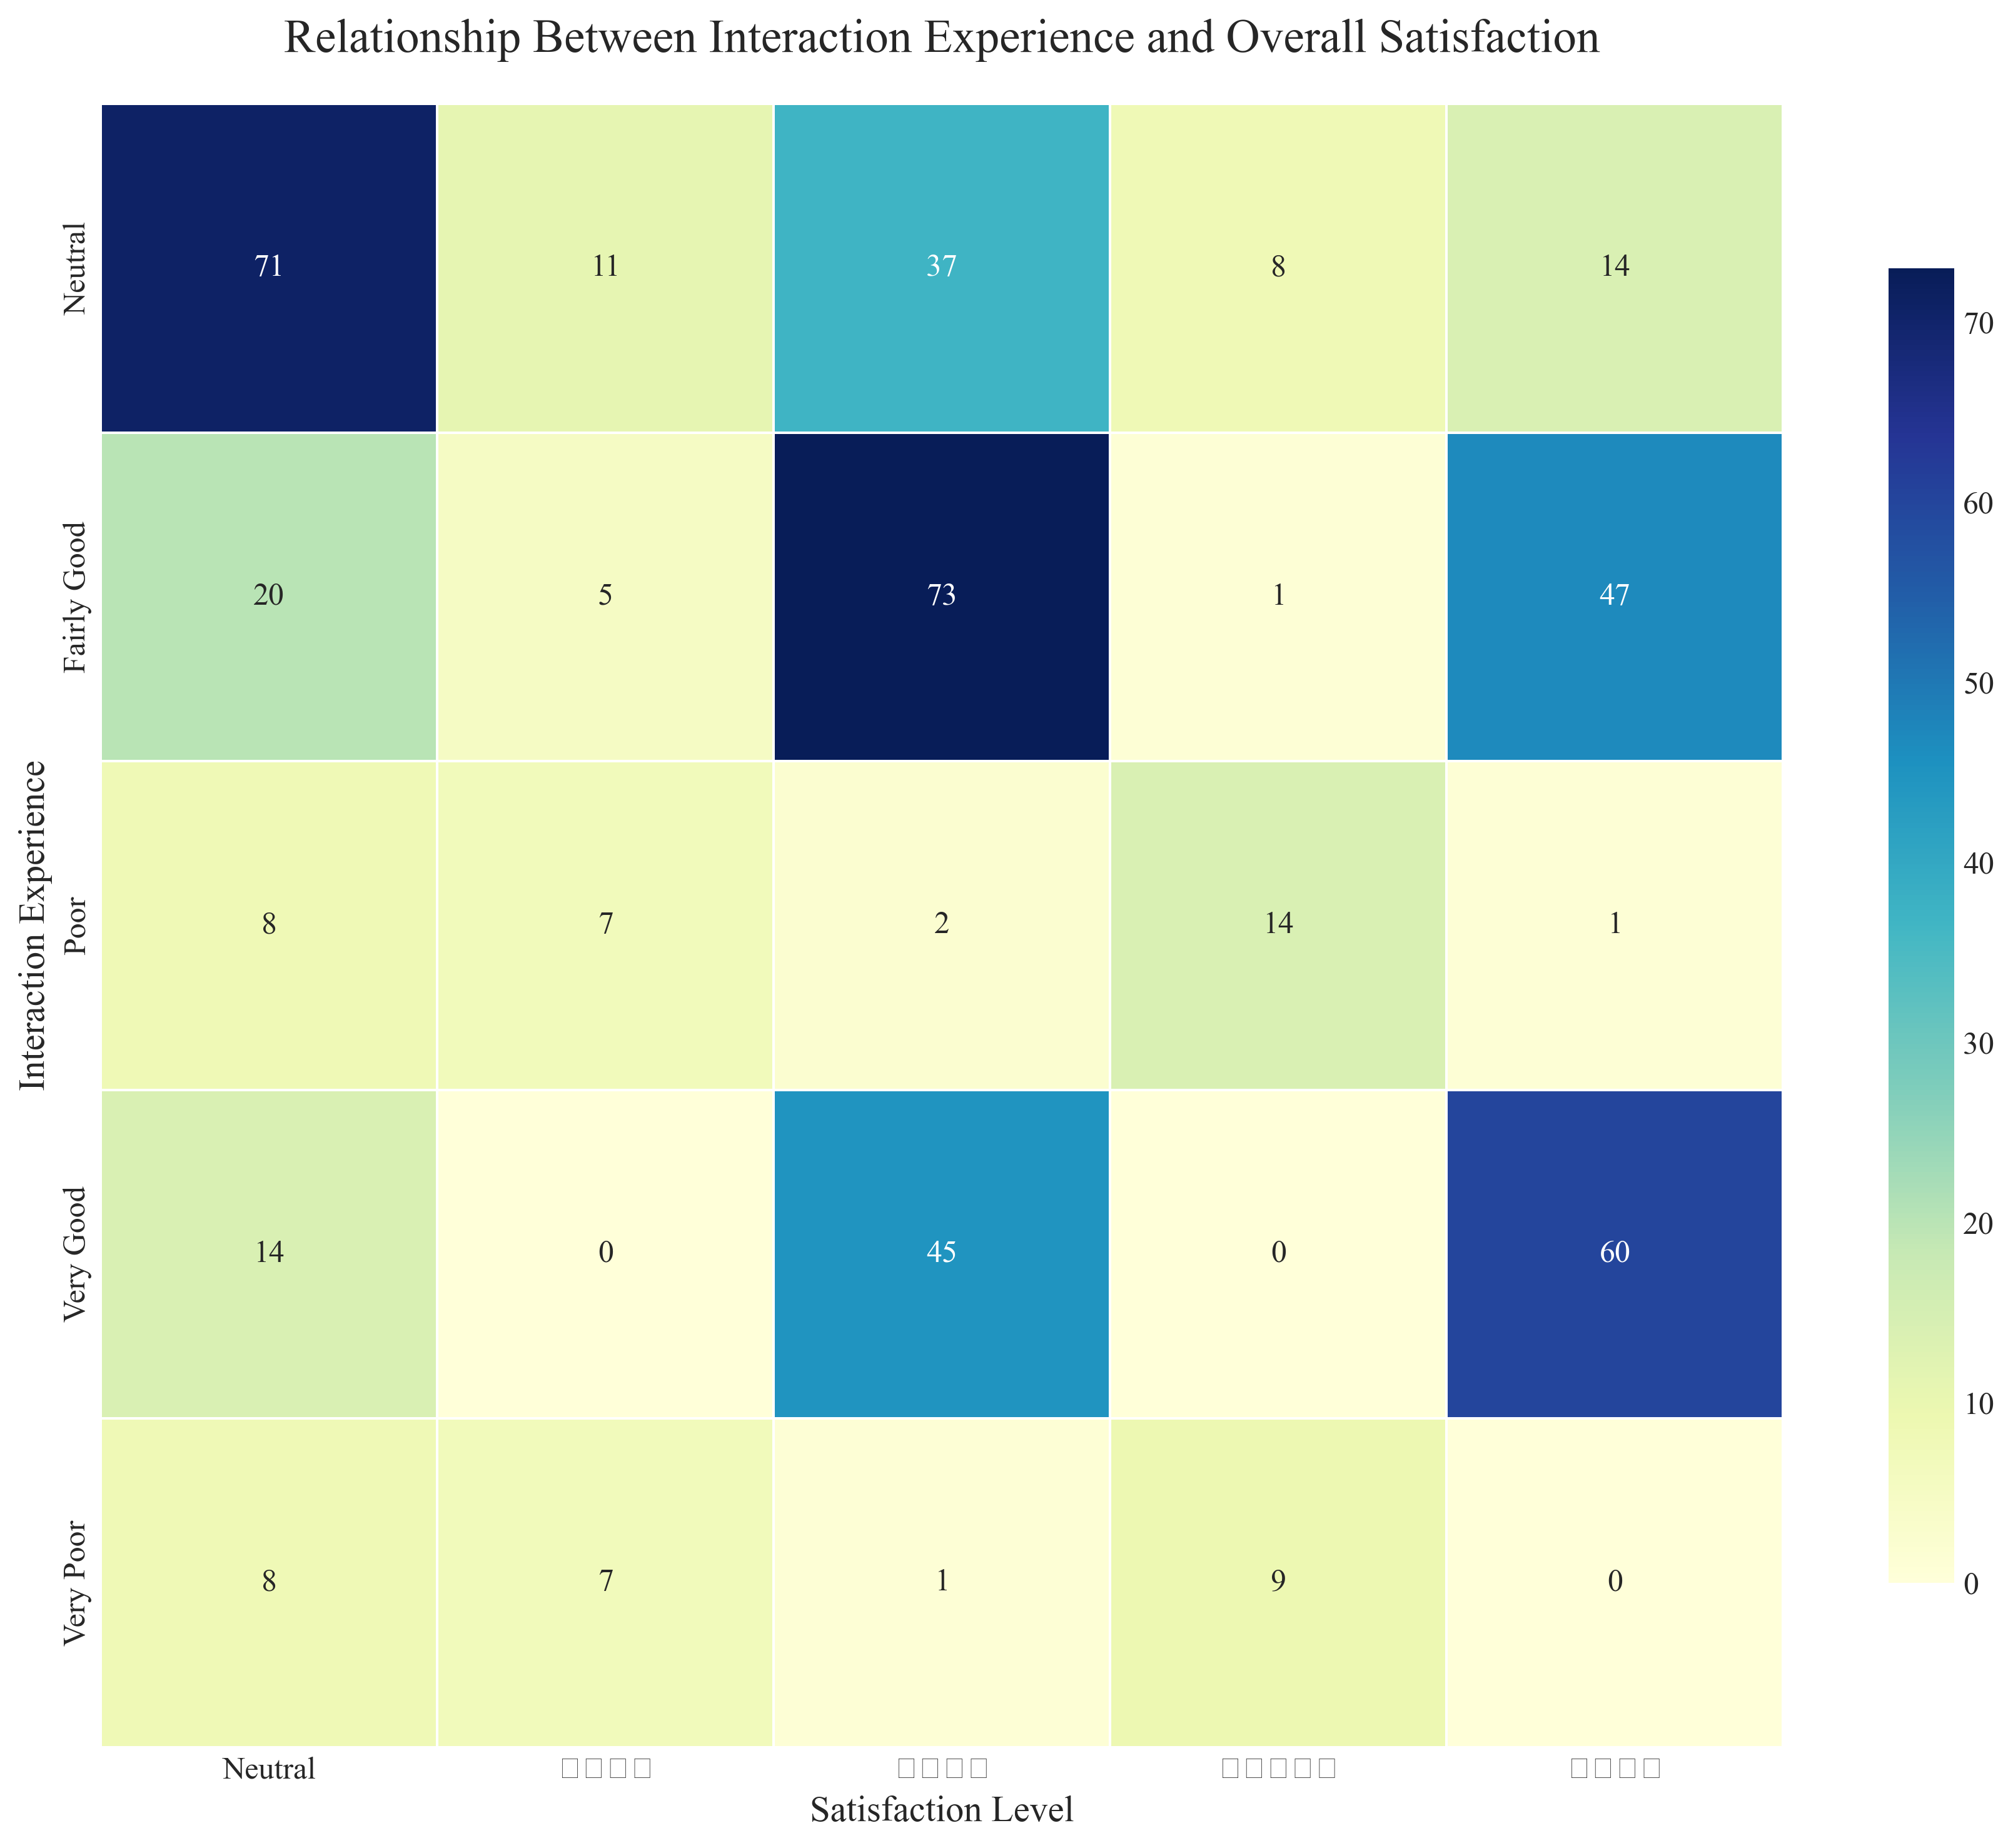 Relationship Between Interaction Experience and Overall Satisfaction
Neutral 71 11 37 8 14
Fairly Good 20 5 73 1 47
Poor 8 7 2 14 1
Very Good 14 0 45 0 60
Very Poor 8 7 1 9 0
Interaction Experience
Neutral
Satisfaction Level
70
60
50
40
30
20
10
0